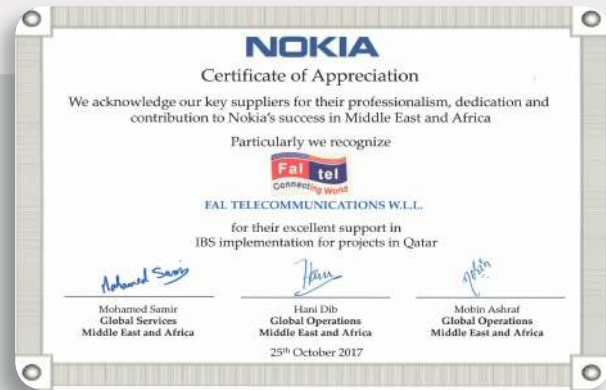 NOKIA
Certificate of Appreciation
We acknowledge our key suppliers for their professionalism, dedication and
contribution to Nokia's success in Middle East and Africa
Particularly we recognize
Fal tel
Connecting World
FAL TELECOMMUNICATIONS W.L.L.
for their excellent support in
IBS implementation for projects in Qatar
Mohamed Samir Hani Mobin
Mohamed Samir Hani Dib Mobin Ashraf
Global Services Global Operations Global Operations
Middle East and Africa Middle East and Africa Middle East and Africa
25th October 2017